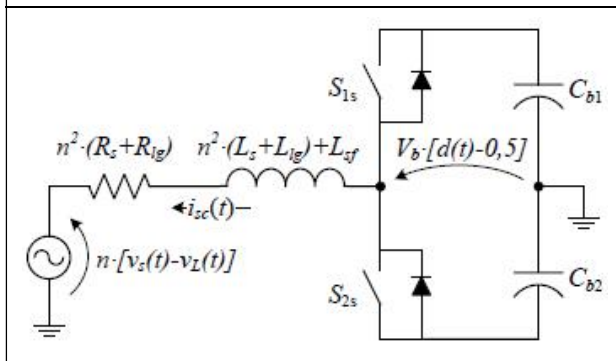 S1s
Cb1
n²·(Rs+Rlg)
n²·(Ls+Llg)+Lsf
Vb·[d(t)-0,5]
isc(t)
n·[vs(t)-vL(t)]
S2s
Cb2